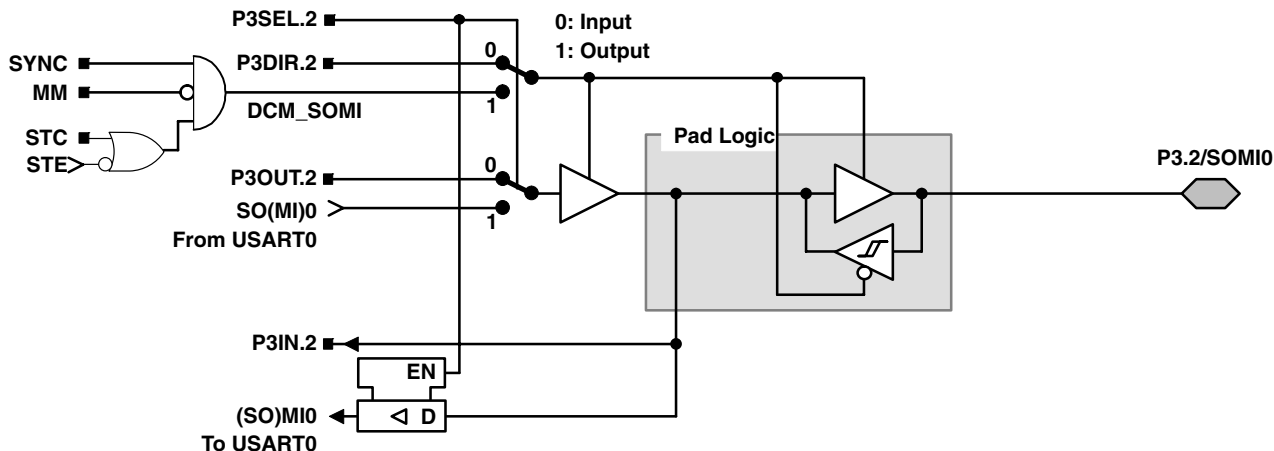 P3SEL.2
0: Input
1: Output
SYNC
P3DIR.2
0
MM
1
DCM_SOMI
STC
STE
Pad Logic
P3.2/SOMI0
P3OUT.2
0
SO(MI)0
1
From USART0
P3IN.2
EN
(SO)MI0
D
To USART0